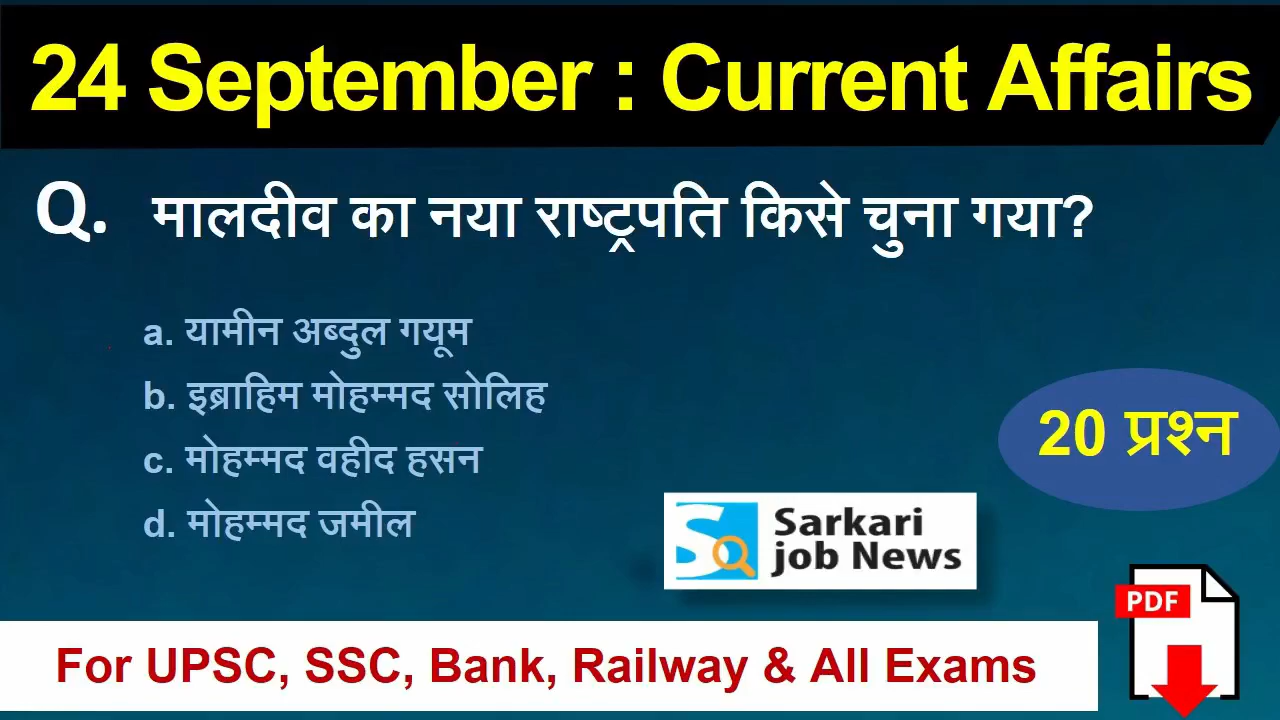 24 September : Current Affairs
Q. मालदीव का नया राष्ट्रपति किसे चुना गया?
a. यामीन अब्दुल गयूम
b. इब्राहिम मोहम्मद सोलिह
c. मोहम्मद वहीद हसन
d. मोहम्मद जमील
20 प्रश्न
Sarkari
job News
PDF
For UPSC, SSC, Bank, Railway & All Exams